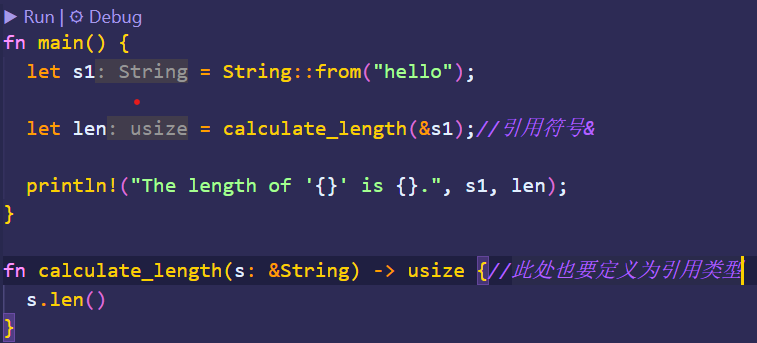 ▶ Run | ⚙ Debug
fn main() {
let s1: String = String::from("hello");
let len: usize = calculate_length(&s1);//引用符号&
println!("The length of '{}' is {}.", s1, len);
}
fn calculate_length(s: &String) -> usize {//此处也要定义为引用类型
s.len()
}